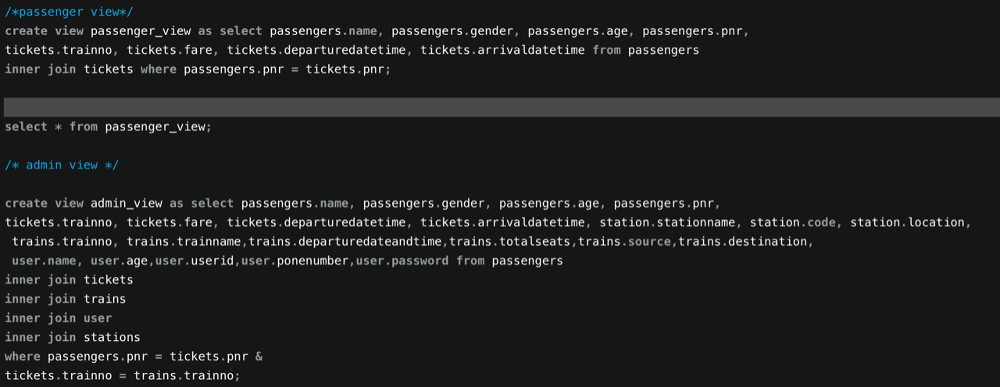 /*passenger view*/
create view passenger_view as select passengers.name, passengers.gender, passengers.age, passengers.pnr,
tickets.trainno, tickets.fare, tickets.departuredatetime, tickets.arrivaldatetime from passengers
inner join tickets where passengers.pnr = tickets.pnr;
select * from passenger_view;
/* admin view */
create view admin_view as select passengers.name, passengers.gender, passengers.age, passengers.pnr,
tickets.trainno, tickets.fare, tickets.departuredatetime, tickets.arrivaldatetime, station.stationname, station.code, station.location,
trains.trainno, trains.trainname,trains.departuredateandtime,trains.totalseats,trains.source,trains.destination,
user.name, user.age,user.userid,user.ponenumber,user.password from passengers
inner join tickets
inner join trains
inner join user
inner join stations
where passengers.pnr = tickets.pnr &
tickets.trainno = trains.trainno;